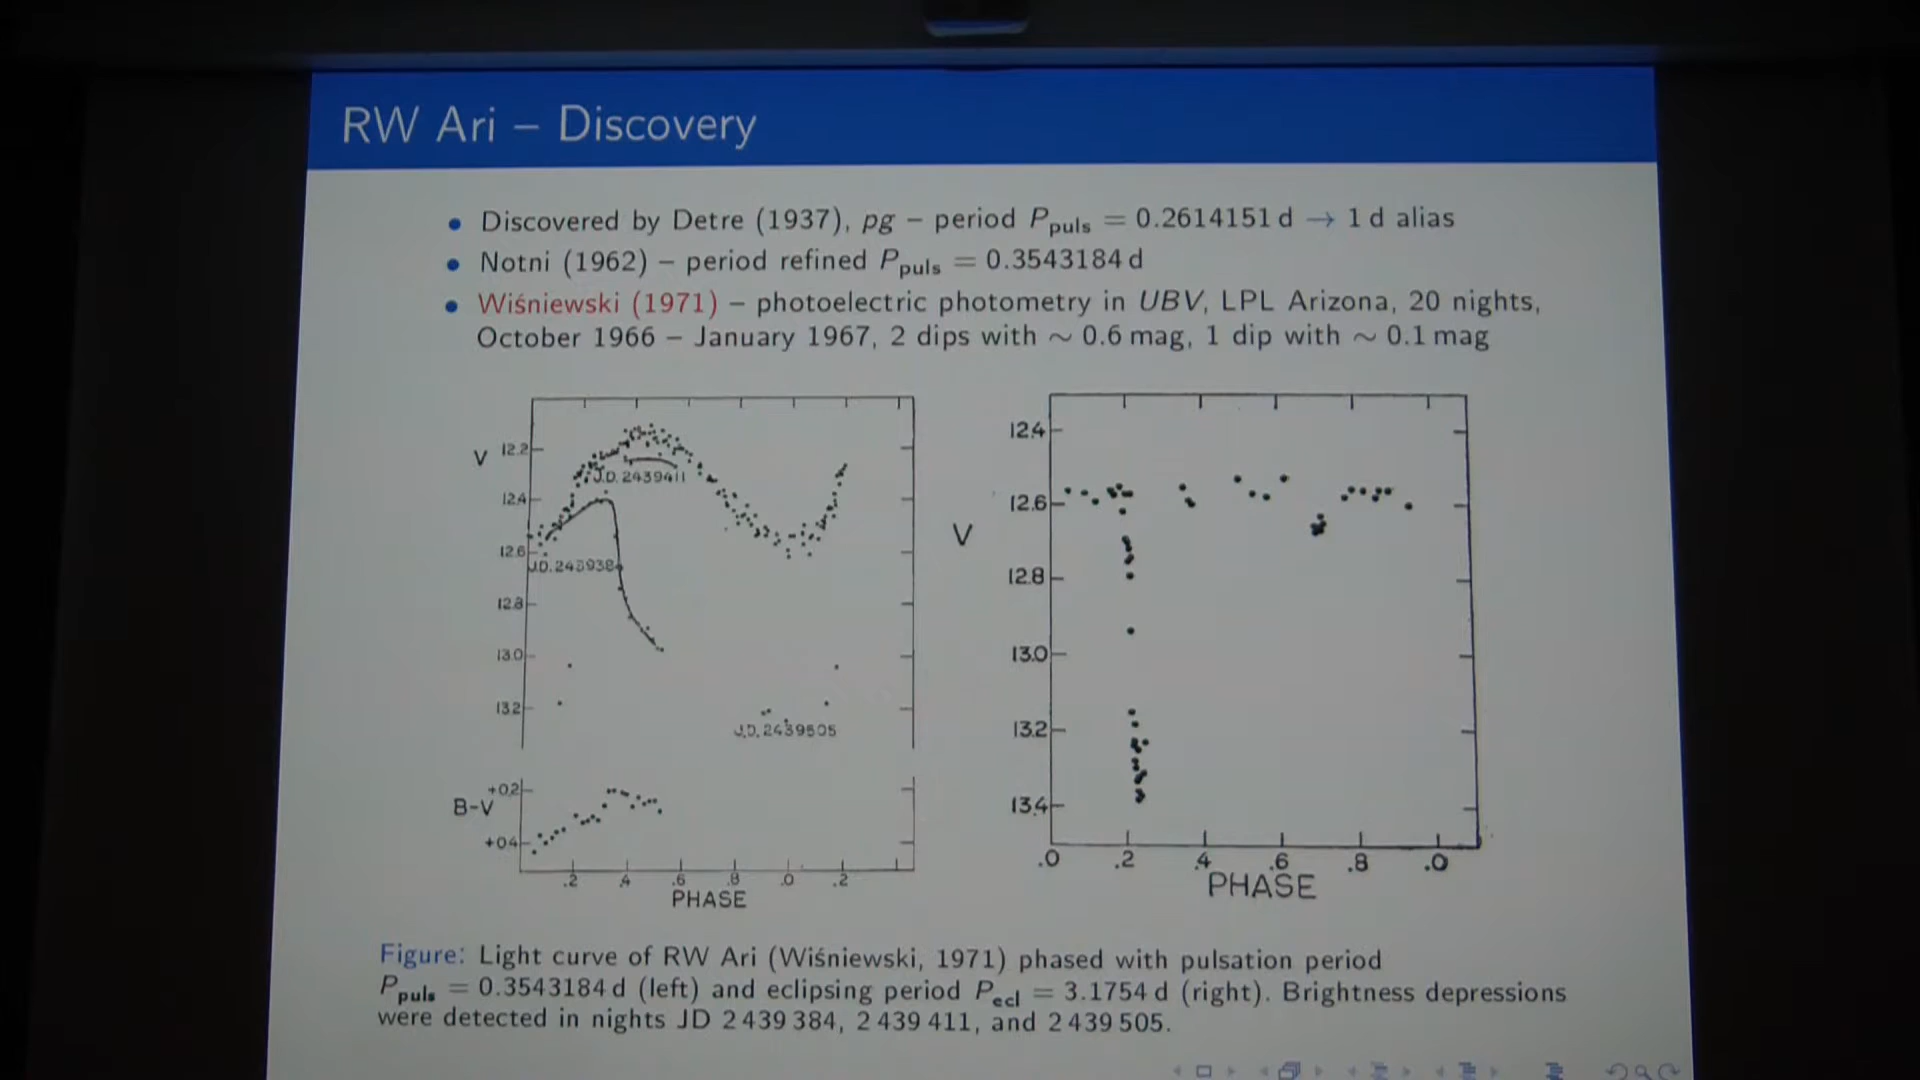 RW Ari – Discovery
• Discovered by Detre (1937), pg – period Ppuls = 0.2614151 d → 1 d alias
• Notni (1962) – period refined Ppuls = 0.3543184 d
• Wiśniewski (1971) – photoelectric photometry in UBV, LPL Arizona, 20 nights,
October 1966 – January 1967, 2 dips with ~ 0.6 mag, 1 dip with ~ 0.1 mag
V
12.2
J.D. 2439411
12.4
12.6
J.D. 243938
12.8
13.0
13.2
J.D. 2439505
B-V
+0.2
+0.4
.2 .4 .6 .8 .0 .2
PHASE
V
12.4
12.6
12.8
13.0
13.2
13.4
.0 .2 .4 .6 .8 .0
PHASE
Figure: Light curve of RW Ari (Wiśniewski, 1971) phased with pulsation period
Ppuls = 0.3543184 d (left) and eclipsing period Pecl = 3.1754 d (right). Brightness depressions
were detected in nights JD 2 439 384, 2 439 411, and 2 439 505.